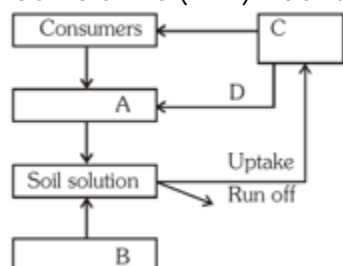 Consumers
C
A
D
Soil solution
Uptake
Run off
B